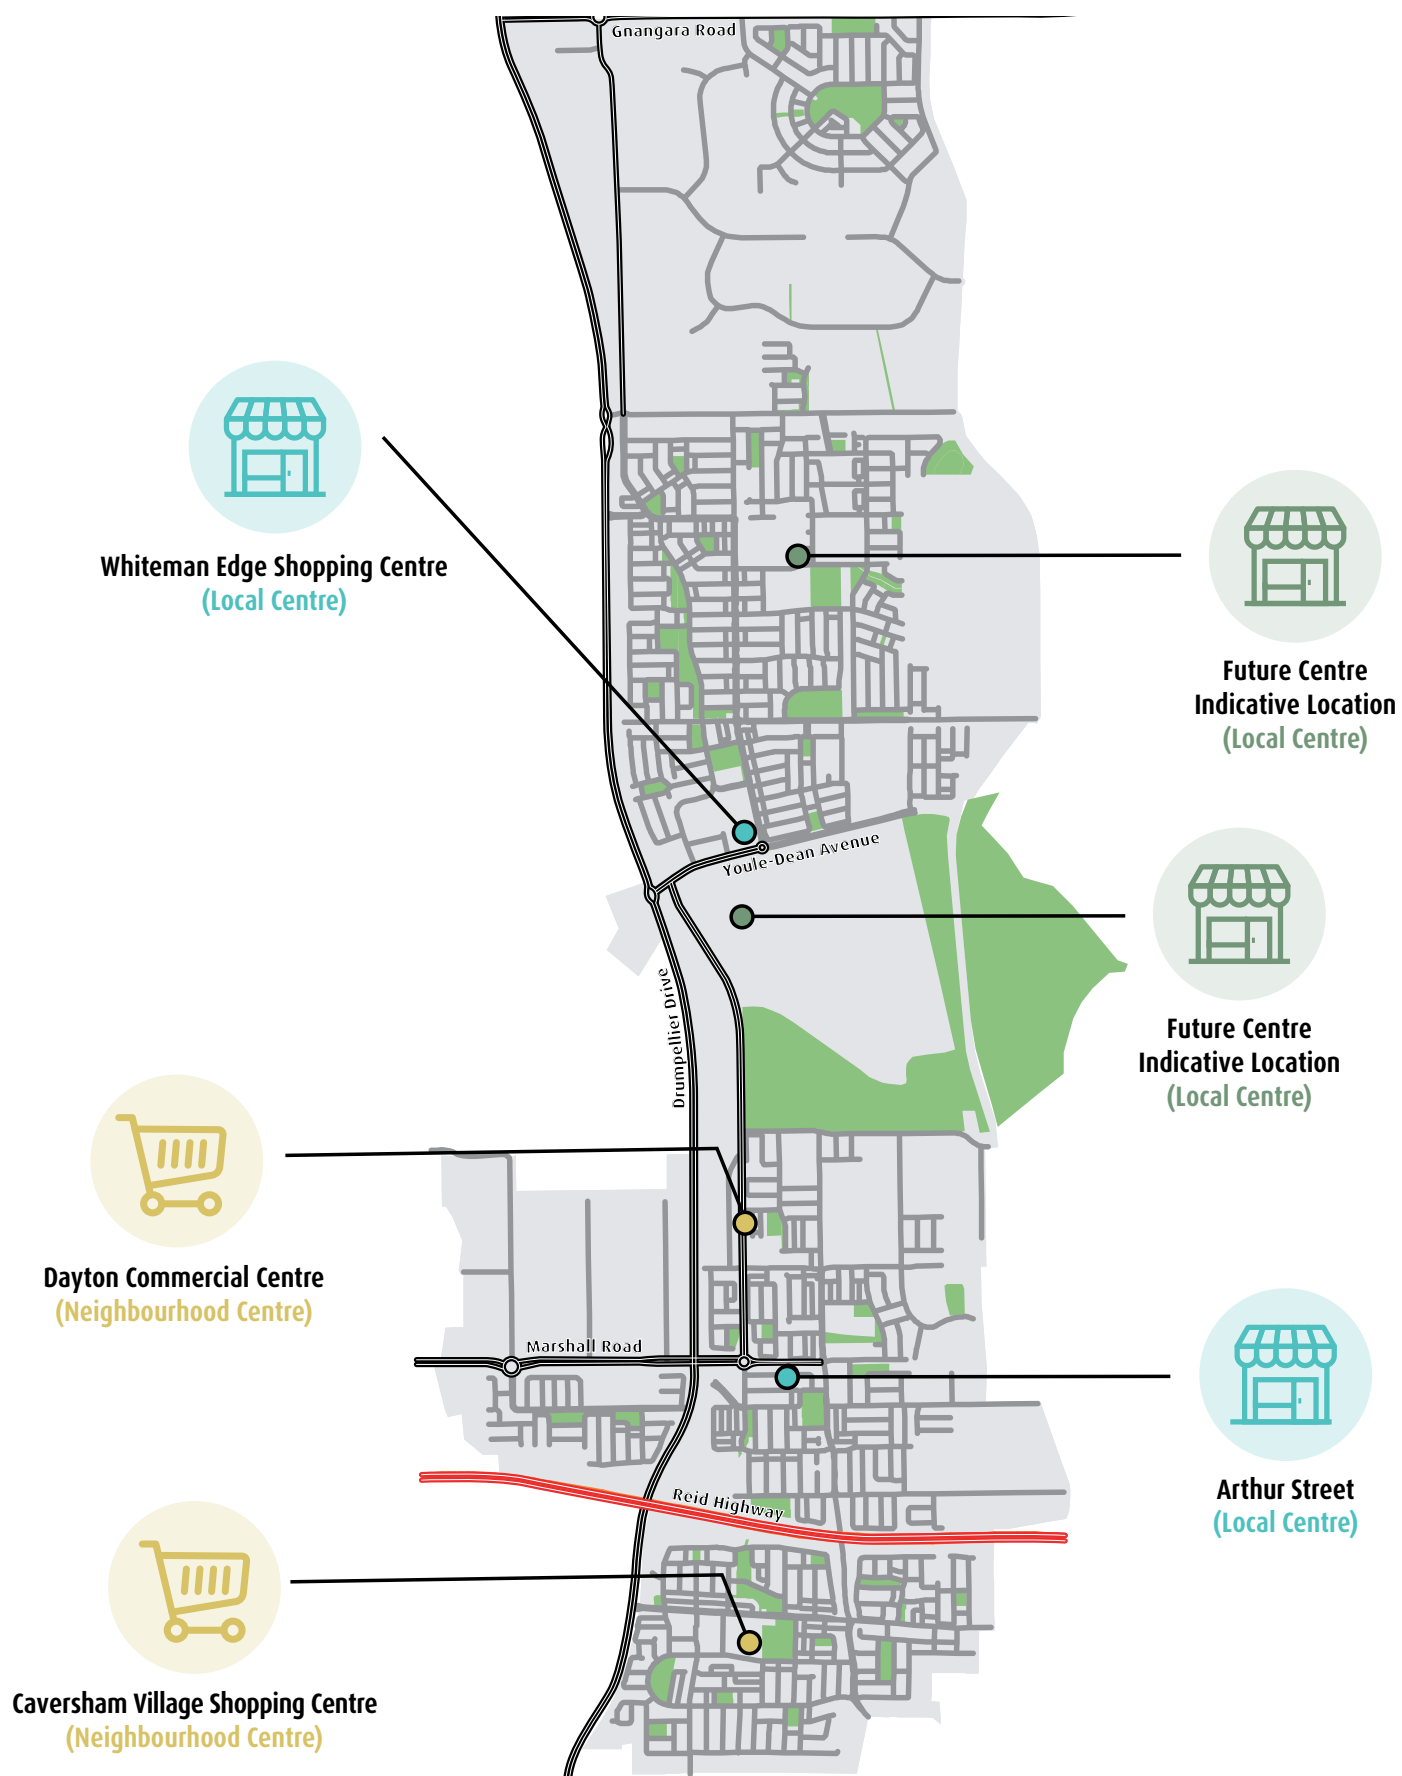 Gnangara Road
Whiteman Edge Shopping Centre
(Local Centre)
Future Centre
Indicative Location
(Local Centre)
Youle-Dean Avenue
Drumpellier Drive
Future Centre
Indicative Location
(Local Centre)
Dayton Commercial Centre
(Neighbourhood Centre)
Marshall Road
Arthur Street
(Local Centre)
Reid Highway
Caversham Village Shopping Centre
(Neighbourhood Centre)